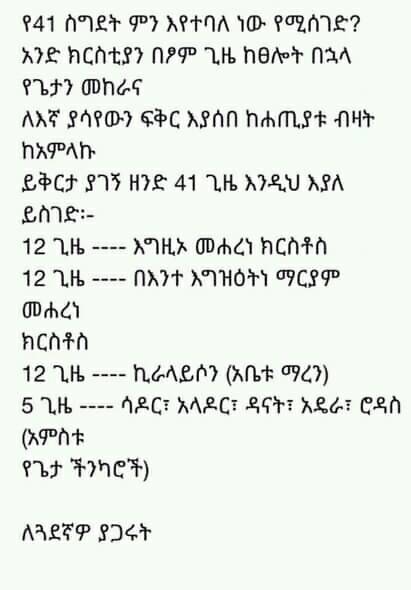 የ41 ስግደት ምን እየተባለ ነው የሚሰገድ?
አንድ ክርስቲያን በፆም ጊዜ ከፀሎት በኋላ
የጌታን መከራና
ለእኛ ያሳየውን ፍቅር እያሰበ ከሐጢያቱ ብዛት
ከአምላኩ
ይቅርታ ያገኝ ዘንድ 41 ጊዜ እንዲህ እያለ
ይስገድ፡-
12 ጊዜ ---- እግዚኦ መሐረነ ክርስቶስ
12 ጊዜ ---- በእንተ እግዝዕትነ ማርያም
መሐረነ
ክርስቶስ
12 ጊዜ ---- ኪራላይሶን (አቤቱ ማረን)
5 ጊዜ ---- ሳዶር፣ አላዶር፣ ዳናት፣ አዴራ፣ ሮዳስ
(አምስቱ
የጌታ ችንካሮች)
ለጓደኛዎ ያጋሩት